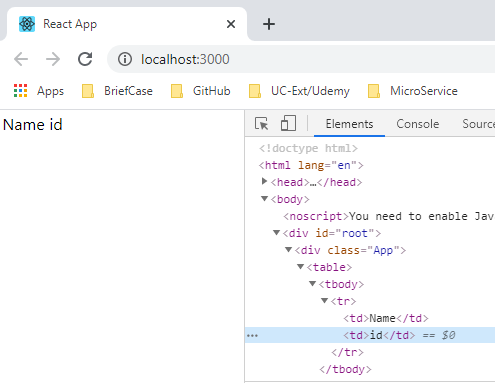 React App
localhost:3000
Apps BriefCase GitHub UC-Ext/Udemy MicroService
Name id
Elements Console S
<!doctype html>
<html lang="en">
<head>…</head>
<body>
<noscript>You need to enable Jav
<div id="root">
<div class="App">
<table>
<tbody>
<tr>
<td>Name</td>
<td>id</td> == $0
</tr>
</tbody>